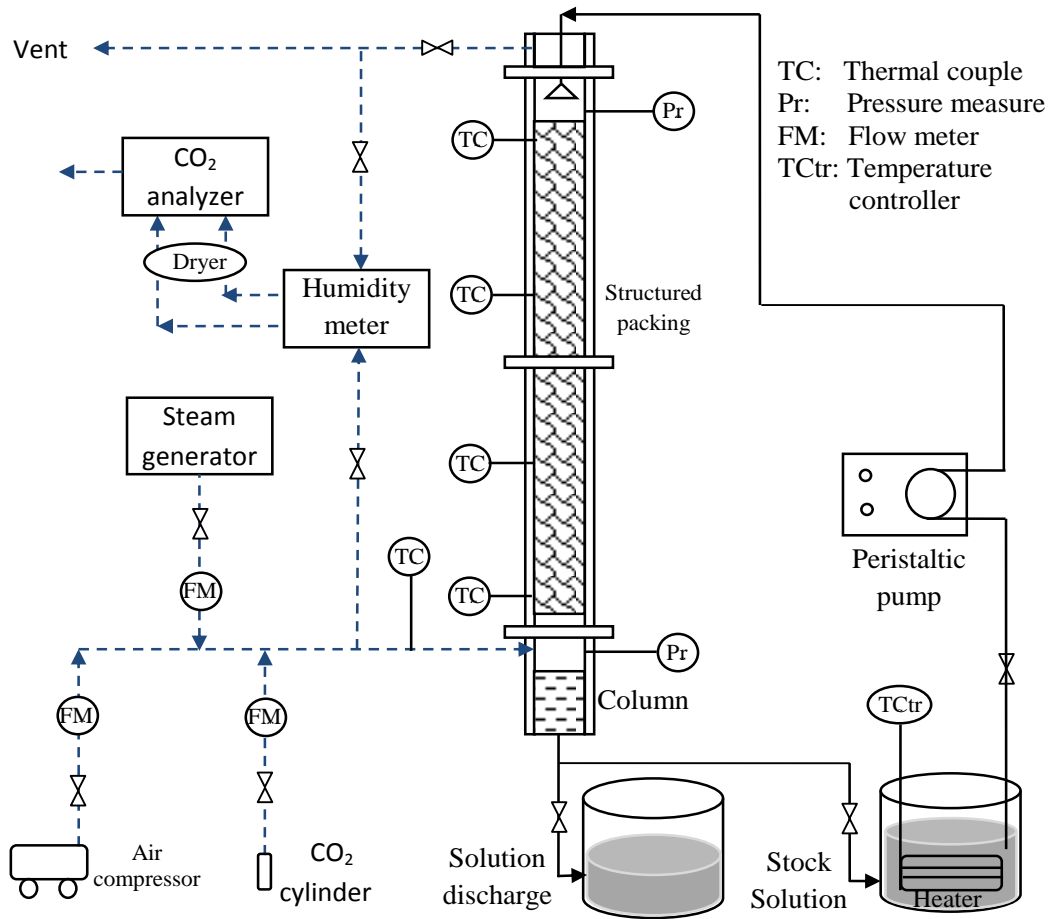 Vent
TC: Thermal couple
Pr: Pressure measure
FM: Flow meter
TCtr: Temperature
controller
Pr
TC
CO₂
analyzer
Dryer
Humidity
meter
TC
Structured
packing
Steam
generator
TC
Peristaltic
pump
TC
FM
TC
Pr
Column
FM
FM
TCtr
Air
compressor
CO₂
cylinder
Solution
discharge
Stock
Solution
Heater